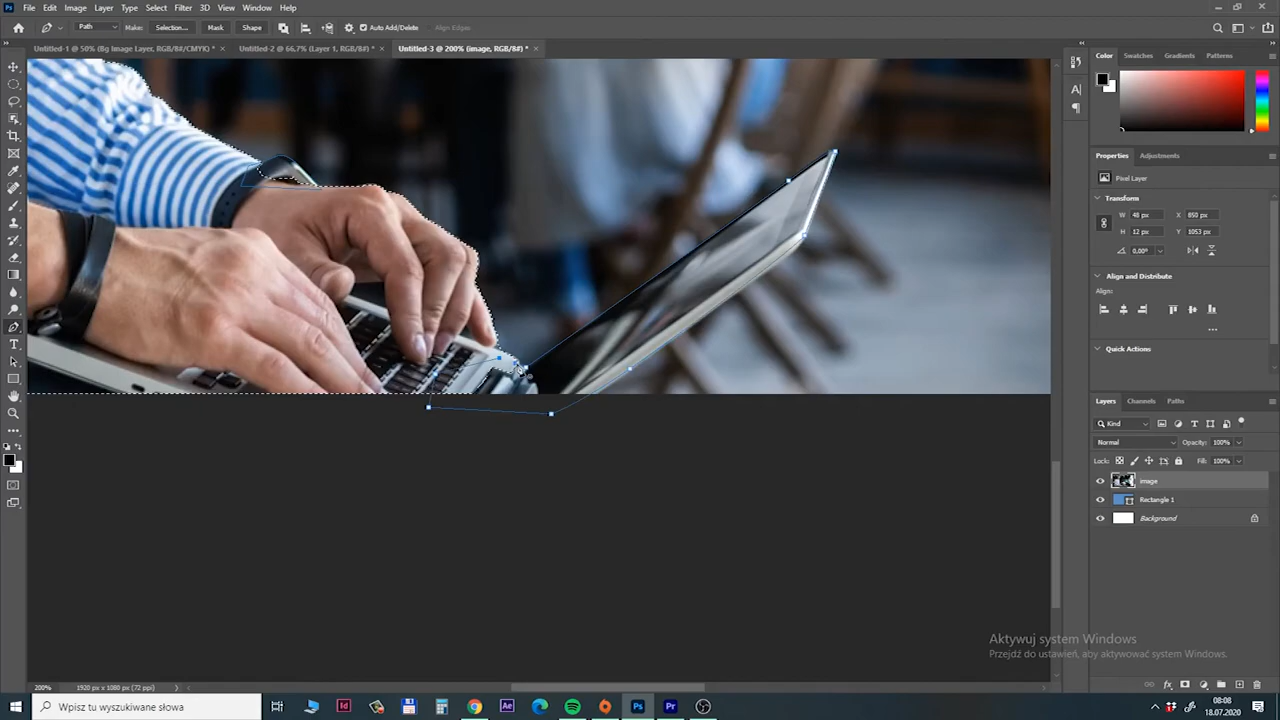 File Edit Image Layer Type Select Filter 3D View Window Help
Path Make: Selection... Mask Shape Auto Add/Delete Align Edges
Untitled-1 @ 50% (Bg Image Layer, RGB/8#/CMYK) * × Untitled-2 @ 66,7% (Layer 1, RGB/8#) * × Untitled-3 @ 200% (image, RGB/8#) * ×
Color Swatches Gradients Patterns
Properties Adjustments
Pixel Layer
Transform
W 48 px X 850 px
H 12 px Y 1053 px
0,00°
Align and Distribute
Align:
...
Quick Actions
Layers Channels Paths
Kind
Normal Opacity: 100%
Lock: Fill: 100%
image
Rectangle 1
Background
Aktywuj system Windows
Przejdź do ustawień, aby aktywować system Windows.
200% 1920 px x 1080 px (72 ppi)
Wpisz tu wyszukiwane słowa
08:08
18.07.2020